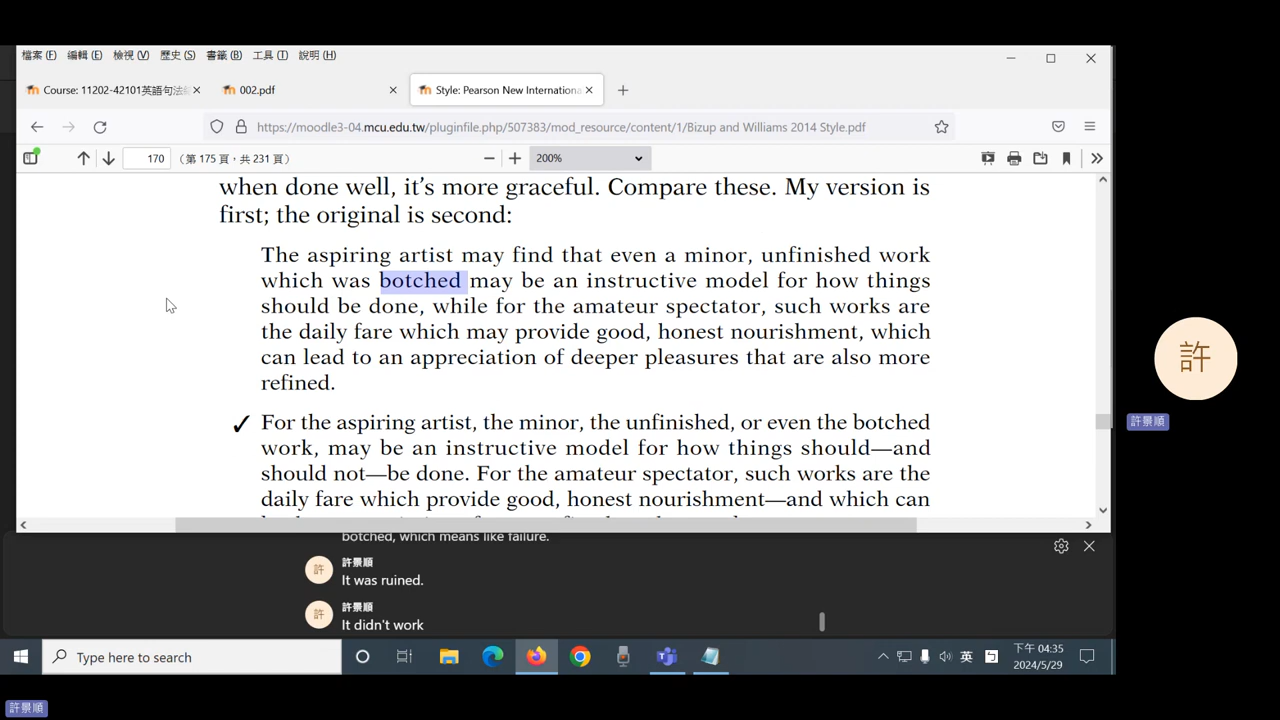 檔案(F) 編輯(E) 檢視(V) 歷史(S) 書籤(B) 工具(T) 說明(H)
Course: 11202-42101英語句法 002.pdf Style: Pearson New Internationa
https://moodle3-04.mcu.edu.tw/pluginfile.php/507383/mod_resource/content/1/Bizup and Williams 2014 Style.pdf
170 (第 175 頁，共 231 頁) 200%
when done well, it's more graceful. Compare these. My version is
first; the original is second:
The aspiring artist may find that even a minor, unfinished work
which was botched may be an instructive model for how things
should be done, while for the amateur spectator, such works are
the daily fare which may provide good, honest nourishment, which
can lead to an appreciation of deeper pleasures that are also more
refined.
✓ For the aspiring artist, the minor, the unfinished, or even the botched
work, may be an instructive model for how things should—and
should not—be done. For the amateur spectator, such works are the
daily fare which provide good, honest nourishment—and which can
botched, which means like failure.
許景順
許 It was ruined.
許景順
許 It didn't work
許
許景順
Type here to search
英
下午 04:35
2024/5/29
許景順